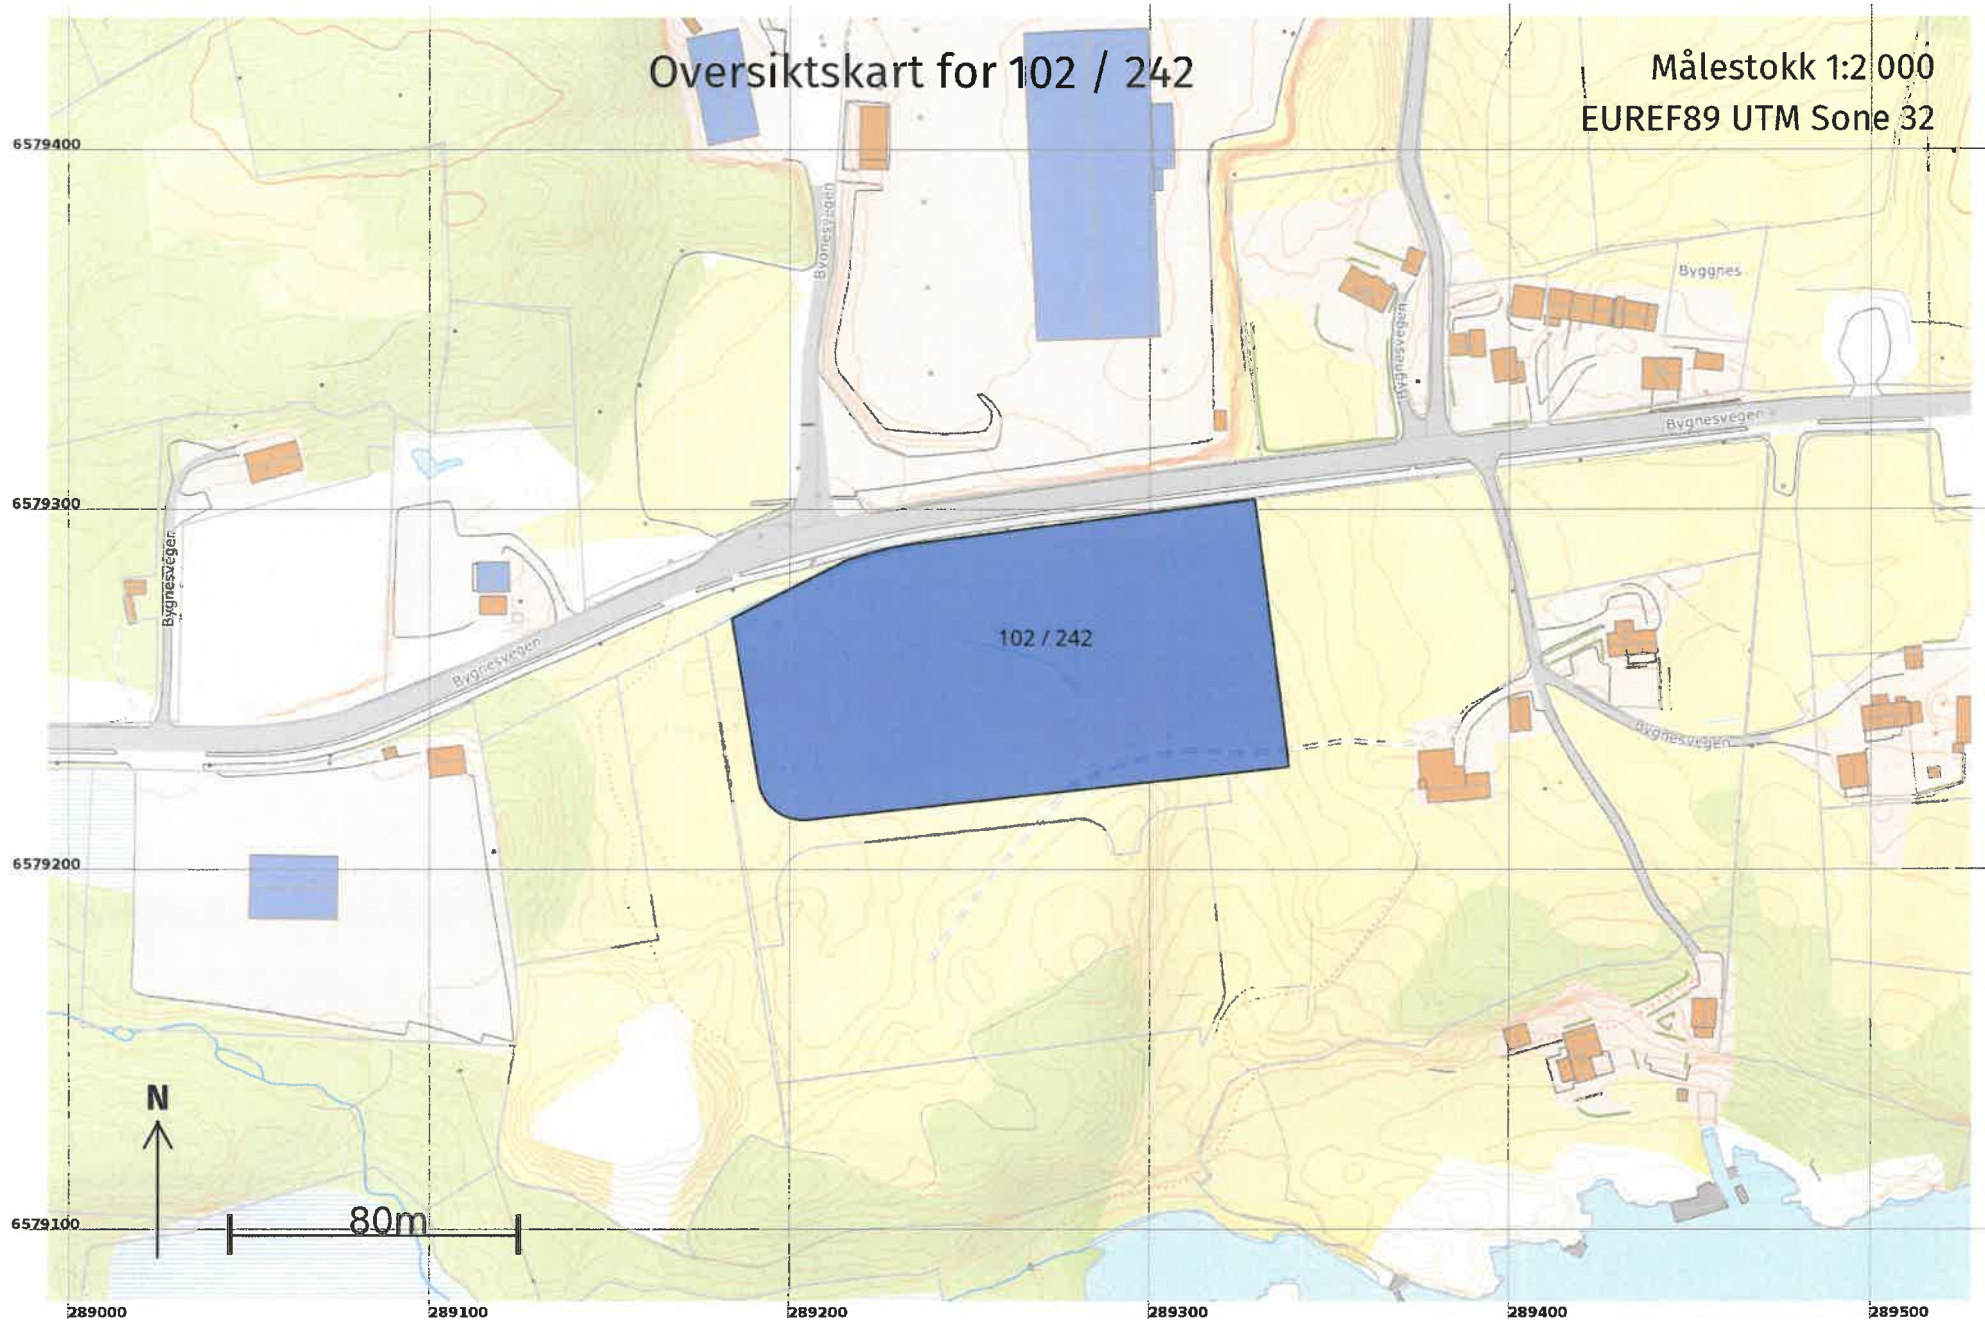 Oversiktskart for 102 / 242
Målestokk 1:2 000
EUREF89 UTM Sone 32
6579400
Bygnesvegen
Byggnes
Bygnesvegen
Bygnesvegen
6579300
Bygnesvegen
102 / 242
Bygnesvegen
Bygnesvegen
6579200
N
80m
6579100
289000
289100
289200
289300
289400
289500